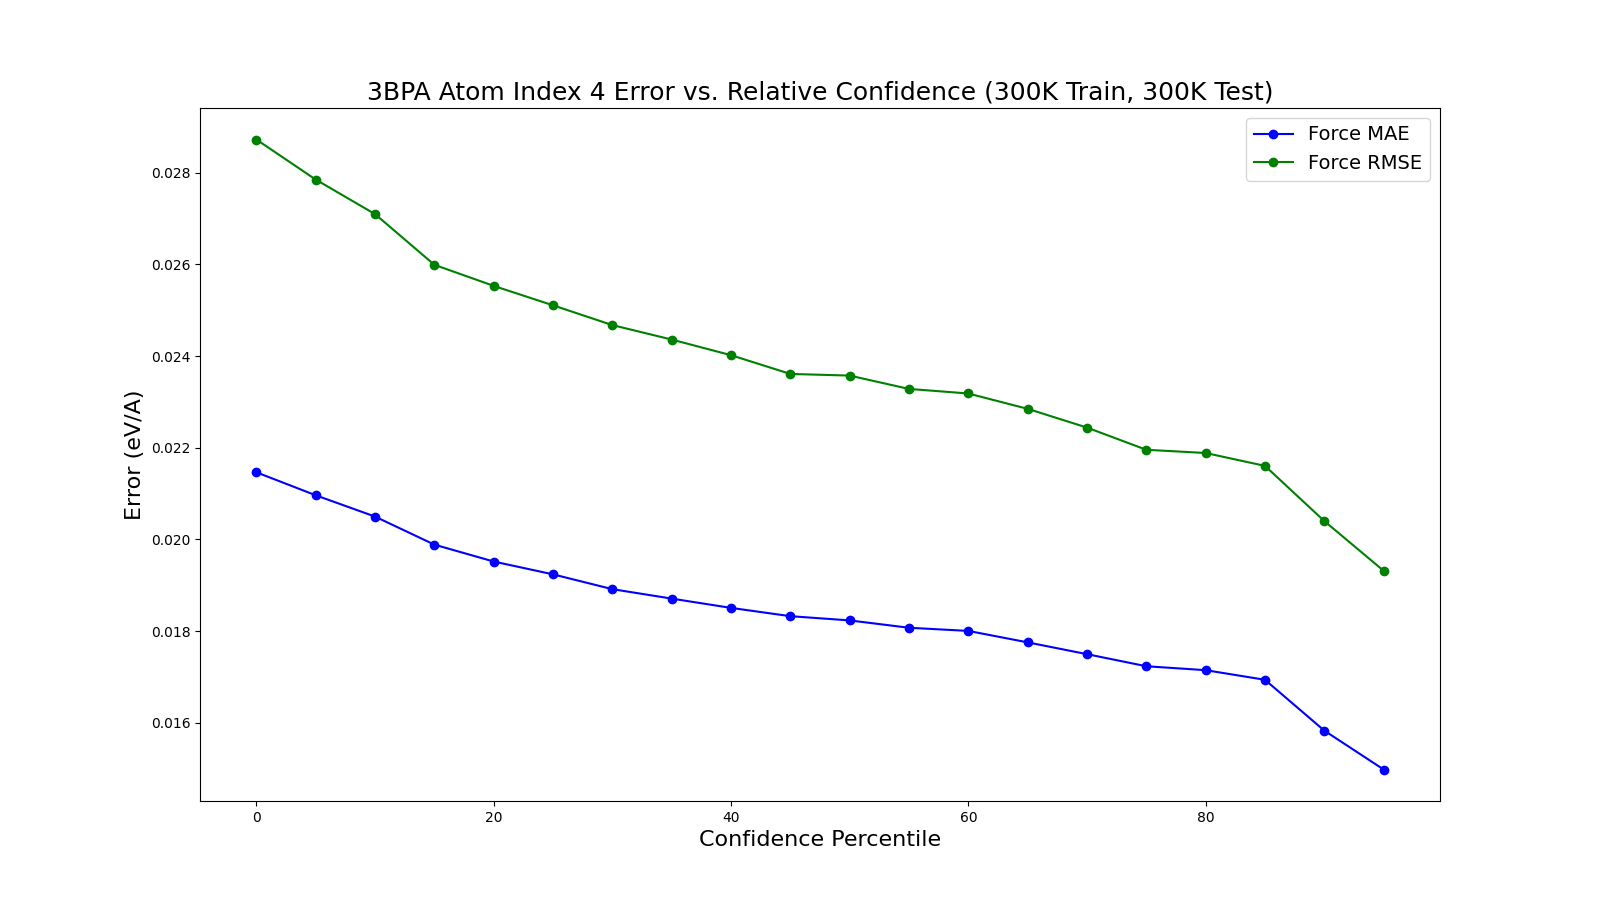 3BPA Atom Index 4 Error vs. Relative Confidence (300K Train, 300K Test)
Force MAE
Force RMSE
0.028
0.026
0.024
0.022
0.020
0.018
0.016
Error (eV/A)
0 20 40 60 80
Confidence Percentile